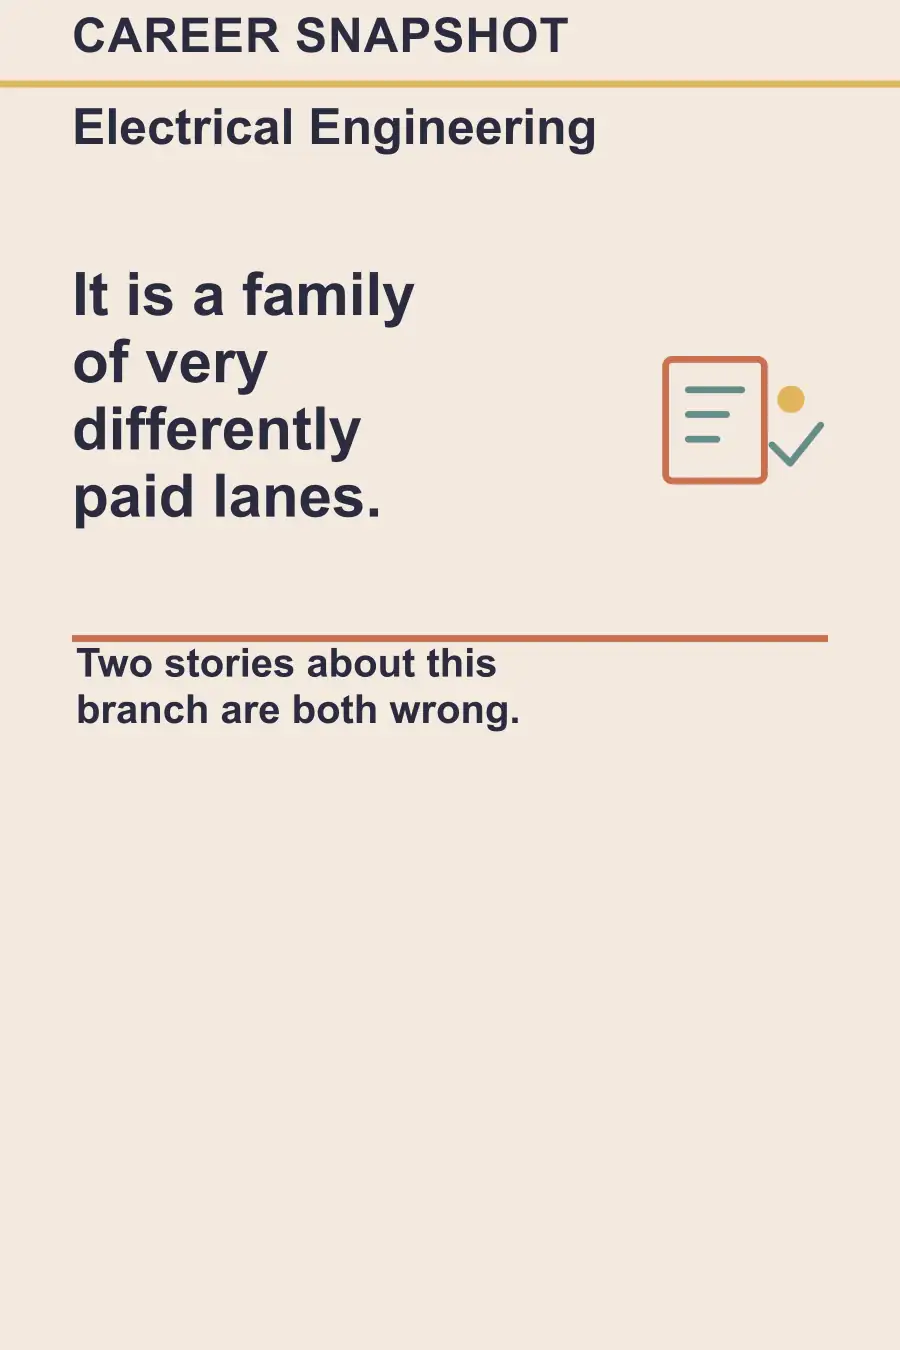 CAREER SNAPSHOT
Electrical Engineering
It is a family
of very
differently
paid lanes.
Two stories about this
branch are both wrong.